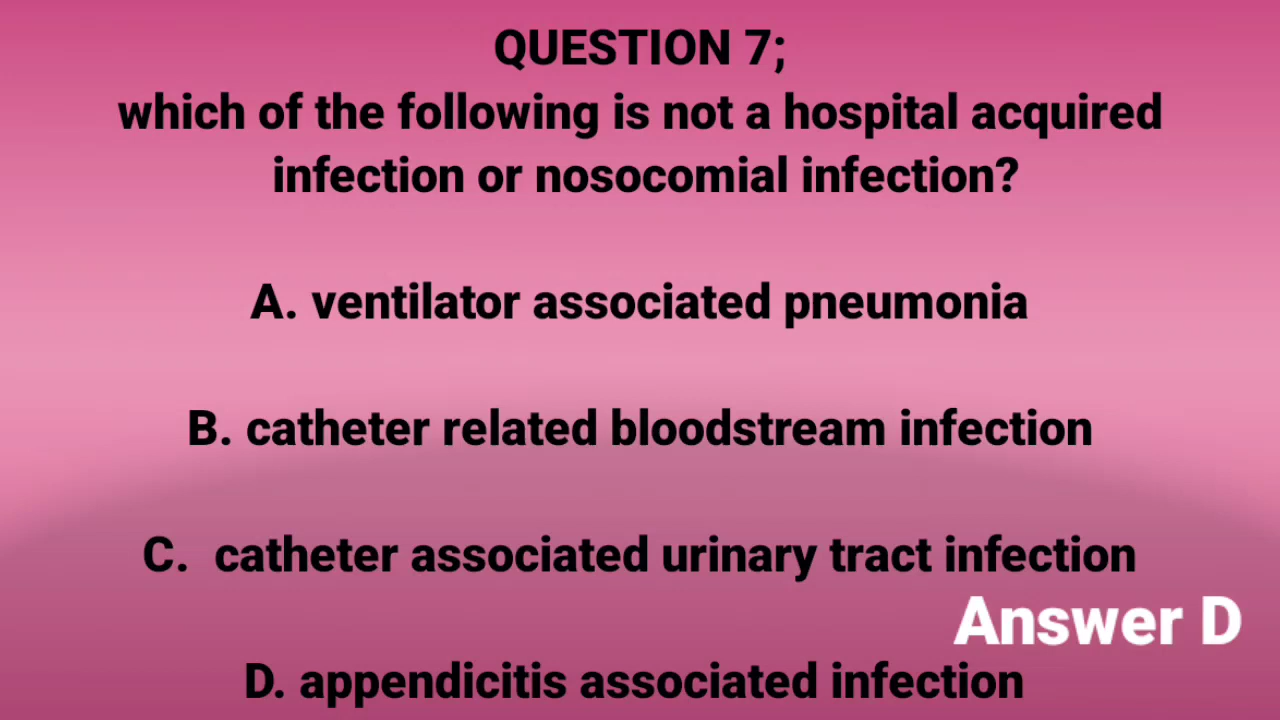 QUESTION 7;
which of the following is not a hospital acquired
infection or nosocomial infection?
A. ventilator associated pneumonia
B. catheter related bloodstream infection
C.  catheter associated urinary tract infection
Answer D
D. appendicitis associated infection